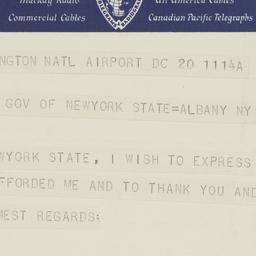 Mackay Radio All America Cables
Commercial Cables Canadian Pacific Telegraphs
NGTON NATL AIRPORT DC 20 1114A
GOV OF NEWYORK STATE=ALBANY NY
WYORK STATE, I WISH TO EXPRESS
FFORDED ME AND TO THANK YOU AND
MEST REGARDS: